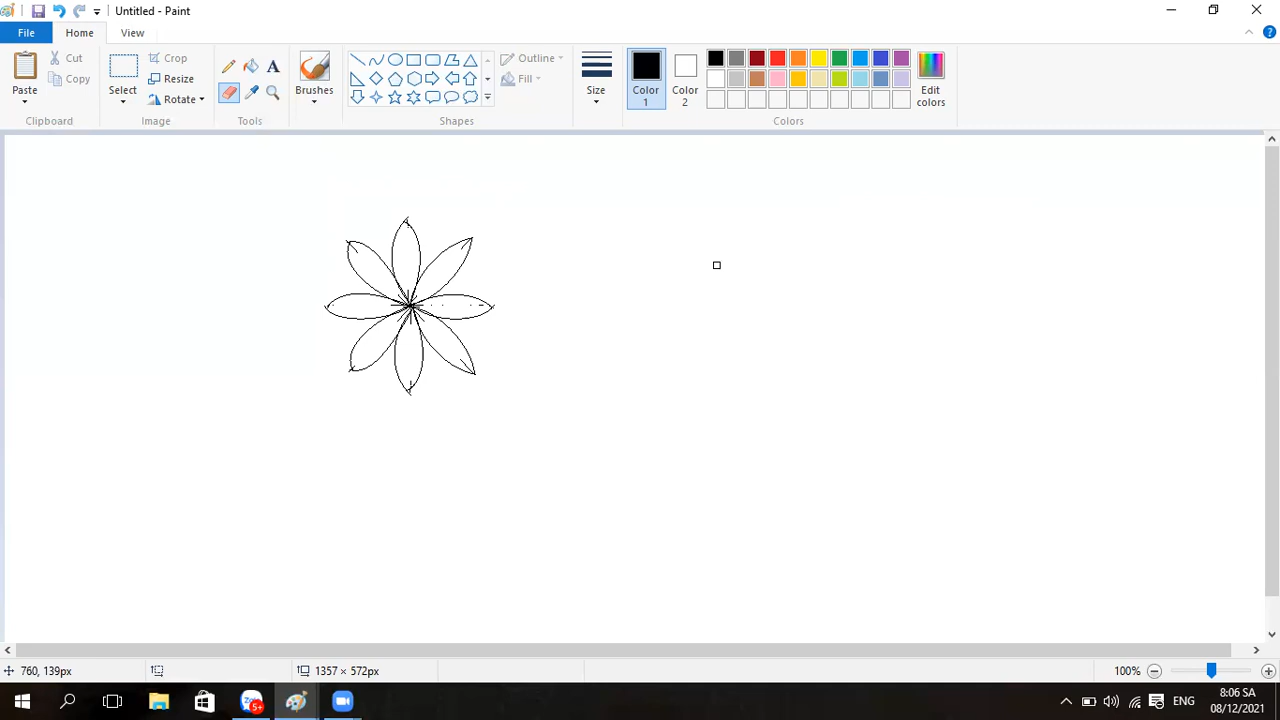 Untitled - Paint
File Home View
Paste
Cut
Copy
Clipboard
Select
Crop
Resize
Rotate
Image
A
Tools
Brushes
Outline
Fill
Shapes
Size
Color 1
Color 2
Edit colors
Colors
760, 139px
1357 × 572px
100%
Zalo
5+
ENG
8:06 SA
08/12/2021